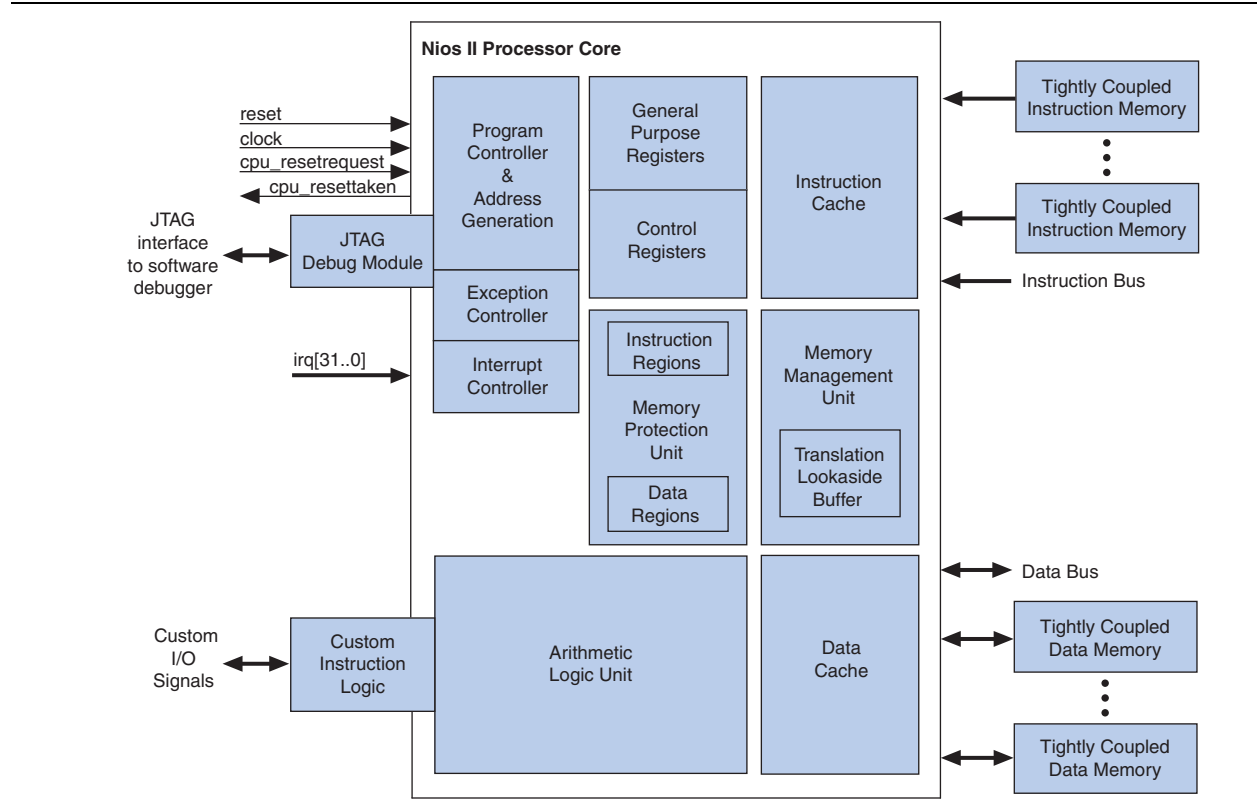 Nios II Processor Core
reset
clock
cpu_resetrequest
cpu_resettaken
JTAG
interface
to software
debugger
JTAG
Debug Module
irq[31..0]
Program
Controller
&
Address
Generation
Exception
Controller
Interrupt
Controller
General
Purpose
Registers
Control
Registers
Instruction
Cache
Instruction
Regions
Memory
Protection
Unit
Data
Regions
Memory
Management
Unit
Translation
Lookaside
Buffer
Custom
I/O
Signals
Custom
Instruction
Logic
Arithmetic
Logic Unit
Data
Cache
Tightly Coupled
Instruction Memory
Tightly Coupled
Instruction Memory
Instruction Bus
Data Bus
Tightly Coupled
Data Memory
Tightly Coupled
Data Memory